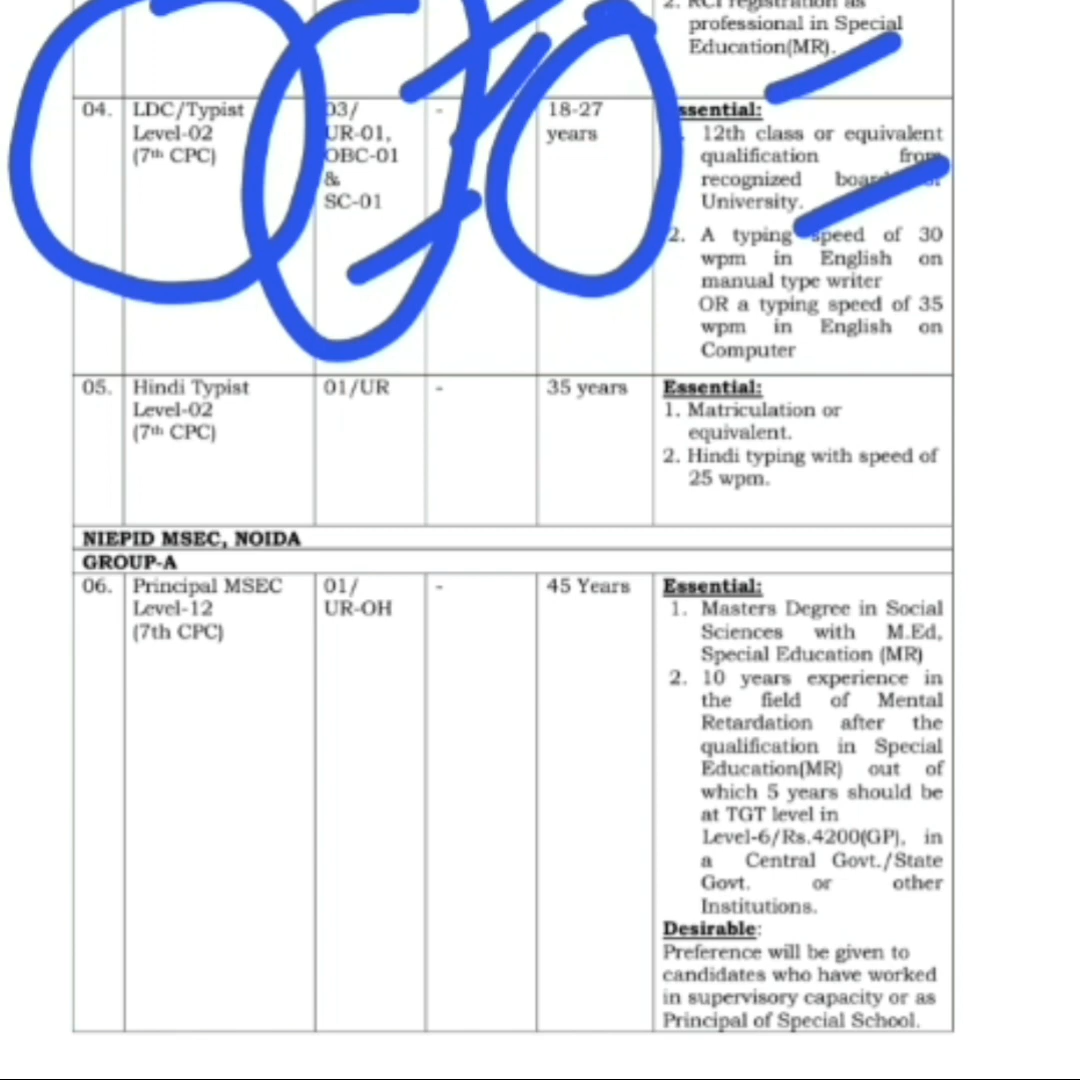 2. RCI registration as
professional in Special
Education(MR).
04.
LDC/Typist
Level-02
(7th CPC)
03/
UR-01,
OBC-01
&
SC-01
-
18-27
years
Essential:
12th class or equivalent
qualification from
recognized board or
University.
2. A typing speed of 30
wpm in English on
manual type writer
OR a typing speed of 35
wpm in English on
Computer
05.
Hindi Typist
Level-02
(7th CPC)
01/UR
-
35 years
Essential:
1. Matriculation or
equivalent.
2. Hindi typing with speed of
25 wpm.
NIEPID MSEC, NOIDA
GROUP-A
06.
Principal MSEC
Level-12
(7th CPC)
01/
UR-OH
-
45 Years
Essential:
1. Masters Degree in Social
Sciences with M.Ed,
Special Education (MR)
2. 10 years experience in
the field of Mental
Retardation after the
qualification in Special
Education(MR) out of
which 5 years should be
at TGT level in
Level-6/Rs.4200(GP), in
a Central Govt./State
Govt. or other
Institutions.
Desirable:
Preference will be given to
candidates who have worked
in supervisory capacity or as
Principal of Special School.